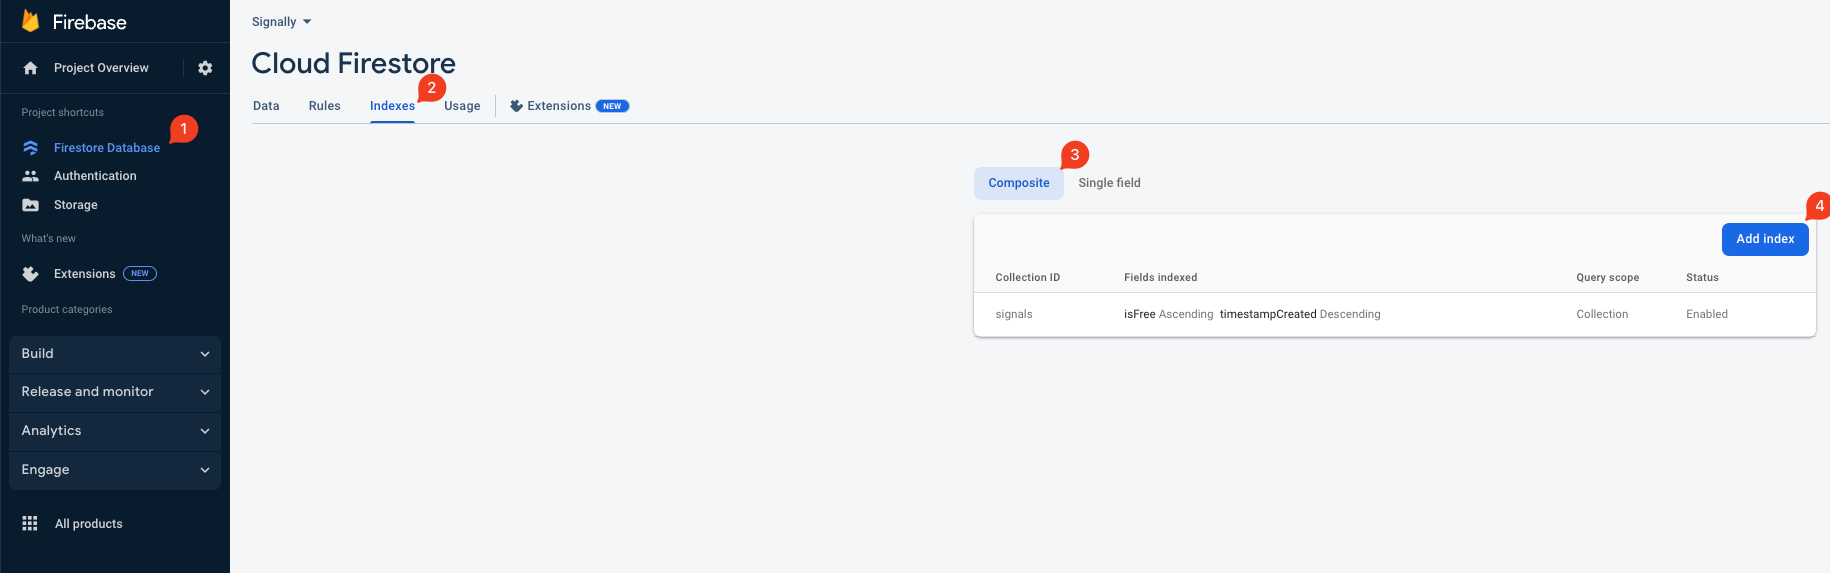 Firebase
Project Overview
Project shortcuts
1
Firestore Database
Authentication
Storage
What's new
Extensions NEW
Product categories
Build
Release and monitor
Analytics
Engage
All products
Signally
Cloud Firestore
2
Data Rules Indexes Usage Extensions NEW
3
Composite Single field
4
Add index
Collection ID Fields indexed Query scope Status
signals isFree Ascending timestampCreated Descending Collection Enabled